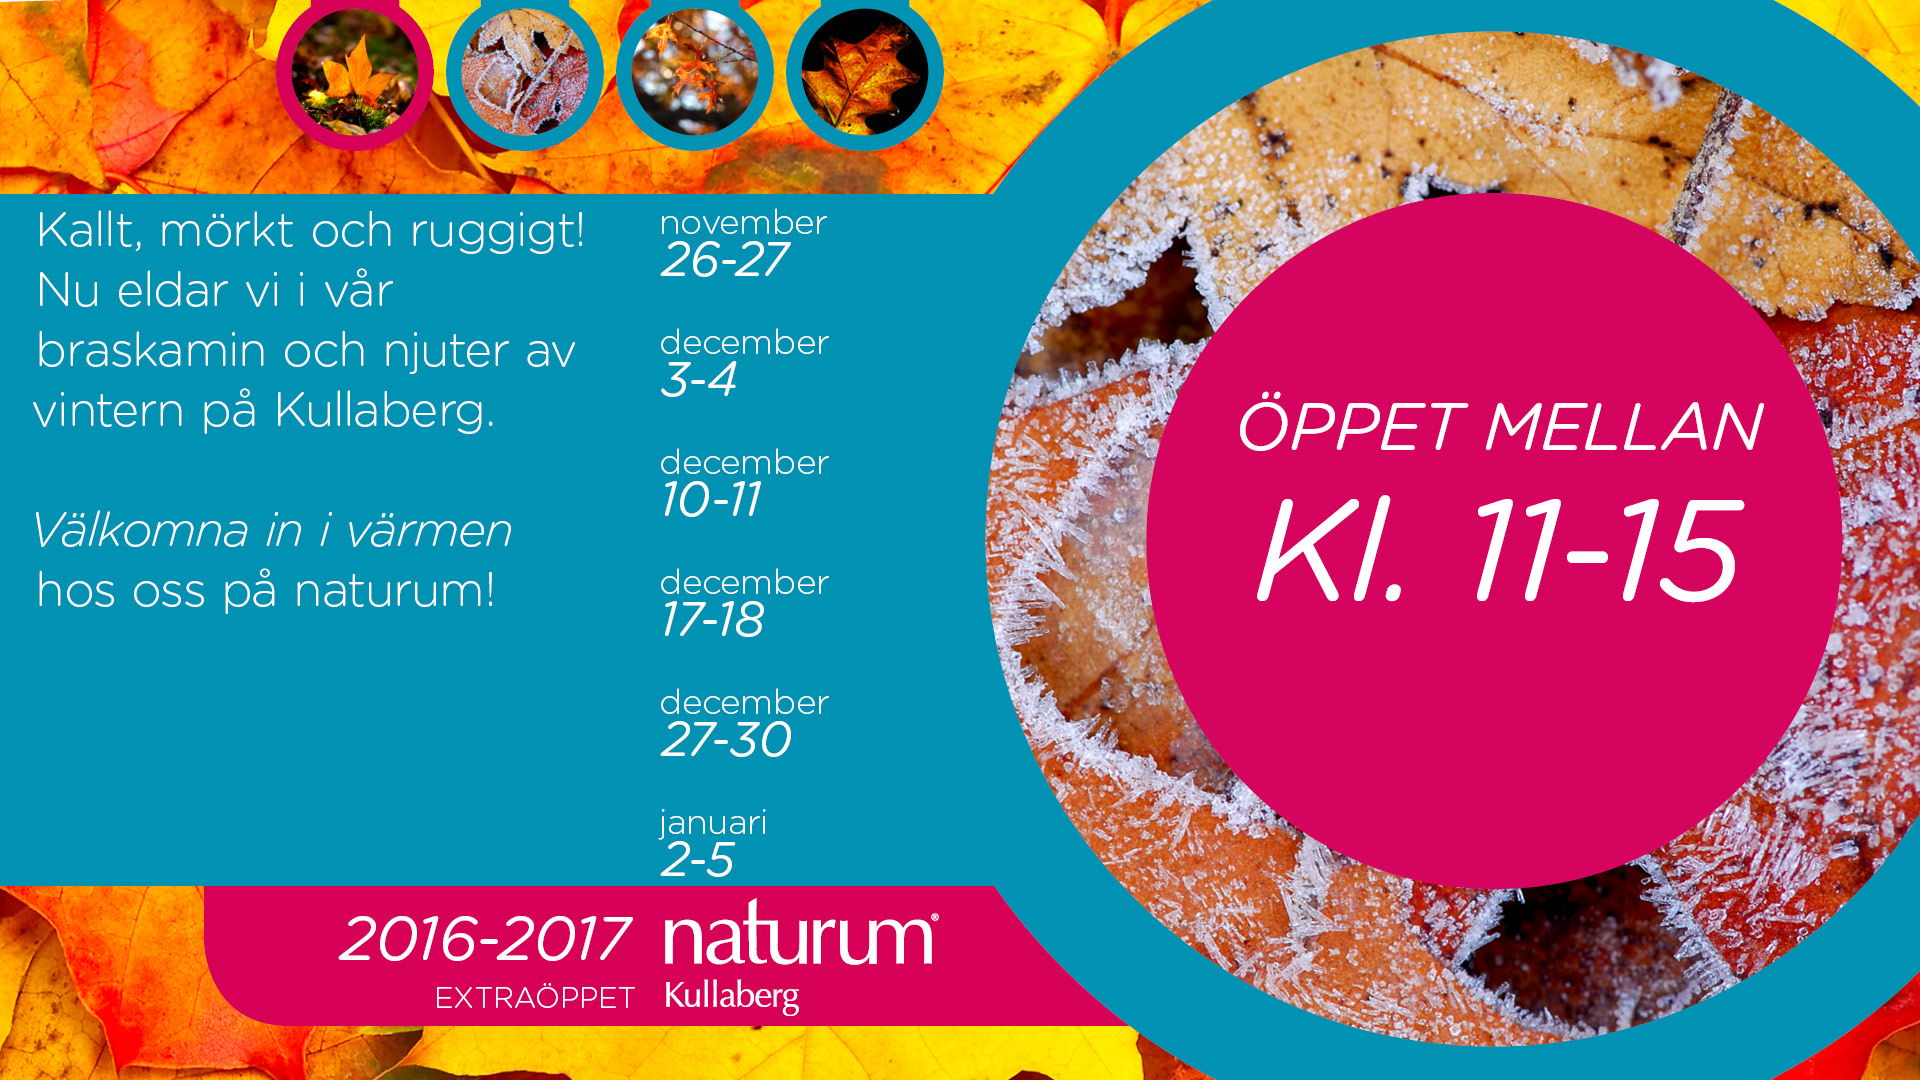 Kallt, mörkt och ruggigt!
Nu eldar vi i vår
braskamin och njuter av
vintern på Kullaberg.
Välkomna in i värmen
hos oss på naturum!
november
26-27
december
3-4
december
10-11
december
17-18
december
27-30
januari
2-5
ÖPPET MELLAN
Kl. 11-15
2016-2017
EXTRAÖPPET
naturum®
Kullaberg